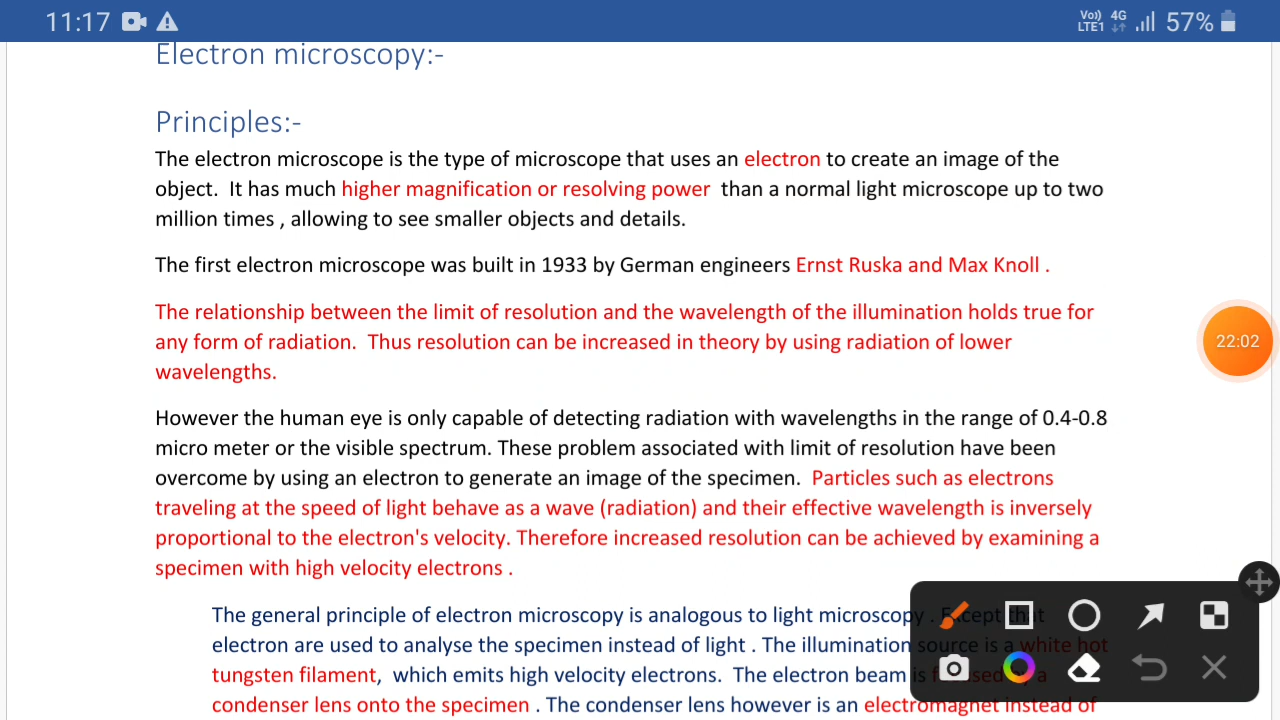 11:17
Vo) 4G
LTE1
57%
Electron microscopy:-
Principles:-
The electron microscope is the type of microscope that uses an electron to create an image of the
object.  It has much higher magnification or resolving power  than a normal light microscope up to two
million times , allowing to see smaller objects and details.
The first electron microscope was built in 1933 by German engineers Ernst Ruska and Max Knoll .
The relationship between the limit of resolution and the wavelength of the illumination holds true for
any form of radiation.  Thus resolution can be increased in theory by using radiation of lower
wavelengths.
22:02
However the human eye is only capable of detecting radiation with wavelengths in the range of 0.4-0.8
micro meter or the visible spectrum. These problem associated with limit of resolution have been
overcome by using an electron to generate an image of the specimen.  Particles such as electrons
traveling at the speed of light behave as a wave (radiation) and their effective wavelength is inversely
proportional to the electron's velocity. Therefore increased resolution can be achieved by examining a
specimen with high velocity electrons .
The general principle of electron microscopy is analogous to light microscopy . Except that
electron are used to analyse the specimen instead of light . The illumination source is a white hot
tungsten filament,  which emits high velocity electrons.  The electron beam is focused by a
condenser lens onto the specimen . The condenser lens however is an electromagnet instead of